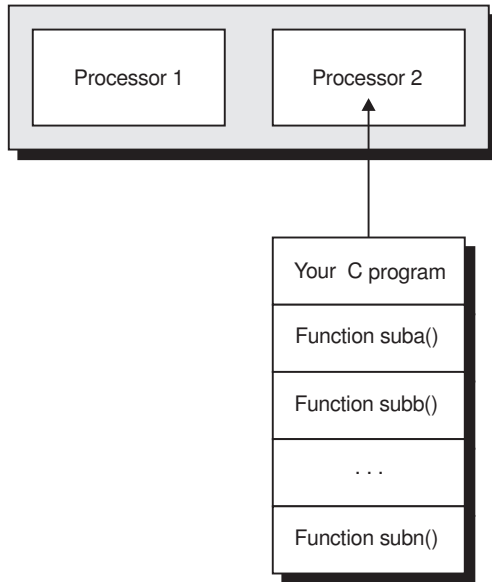 Processor 1
Processor 2
Your C program
Function suba()
Function subb()
. . .
Function subn()